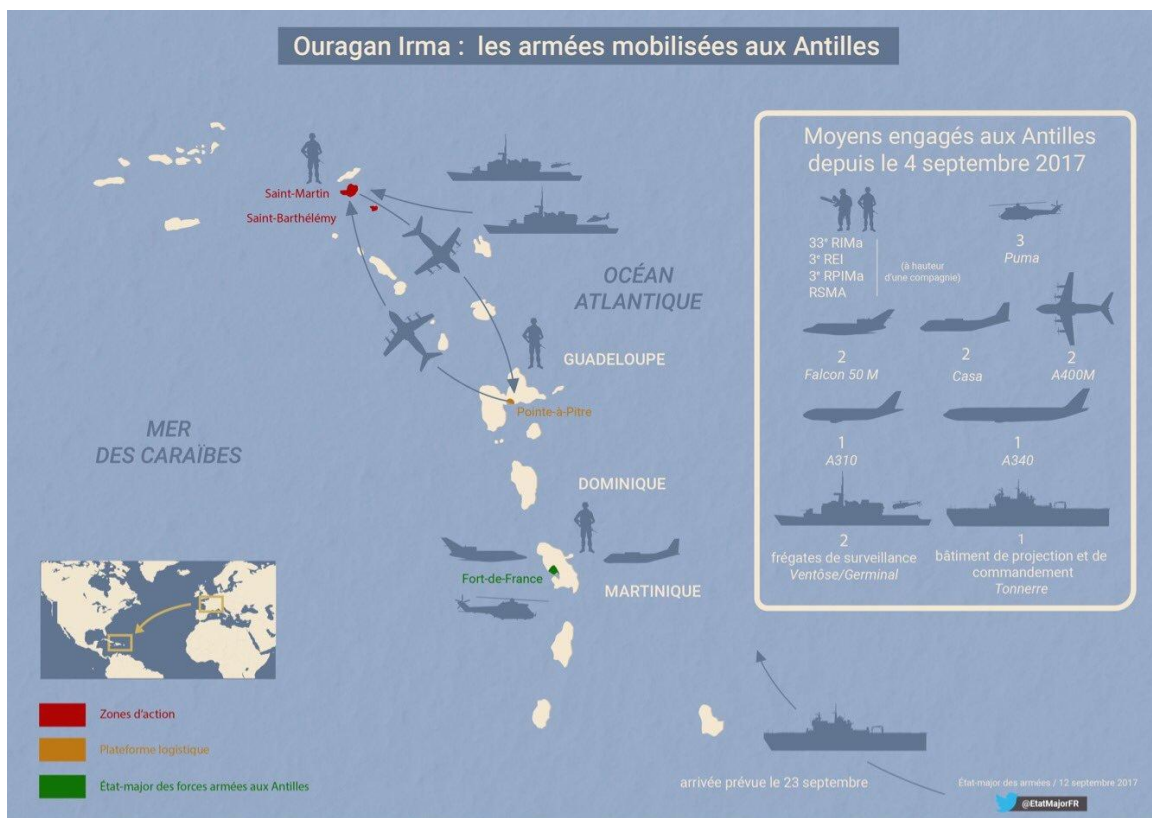 Ouragan Irma : les armées mobilisées aux Antilles
Moyens engagés aux Antilles
depuis le 4 septembre 2017
33e RIMa
3e REI
3e RPIMa
RSMA
(à hauteur
d'une compagnie)
3
Puma
2
Falcon 50 M
2
Casa
2
A400M
1
A310
1
A340
2
frégates de surveillance
Ventôse/Germinal
1
bâtiment de projection et de
commandement
Tonnerre
Saint-Martin
Saint-Barthélémy
OCÉAN
ATLANTIQUE
GUADELOUPE
Pointe-à-Pitre
MER
DES CARAÏBES
DOMINIQUE
Fort-de-France
MARTINIQUE
Zones d'action
Plateforme logistique
État-major des forces armées aux Antilles
arrivée prévue le 23 septembre
État-major des armées / 12 septembre 2017
@EtatMajorFR